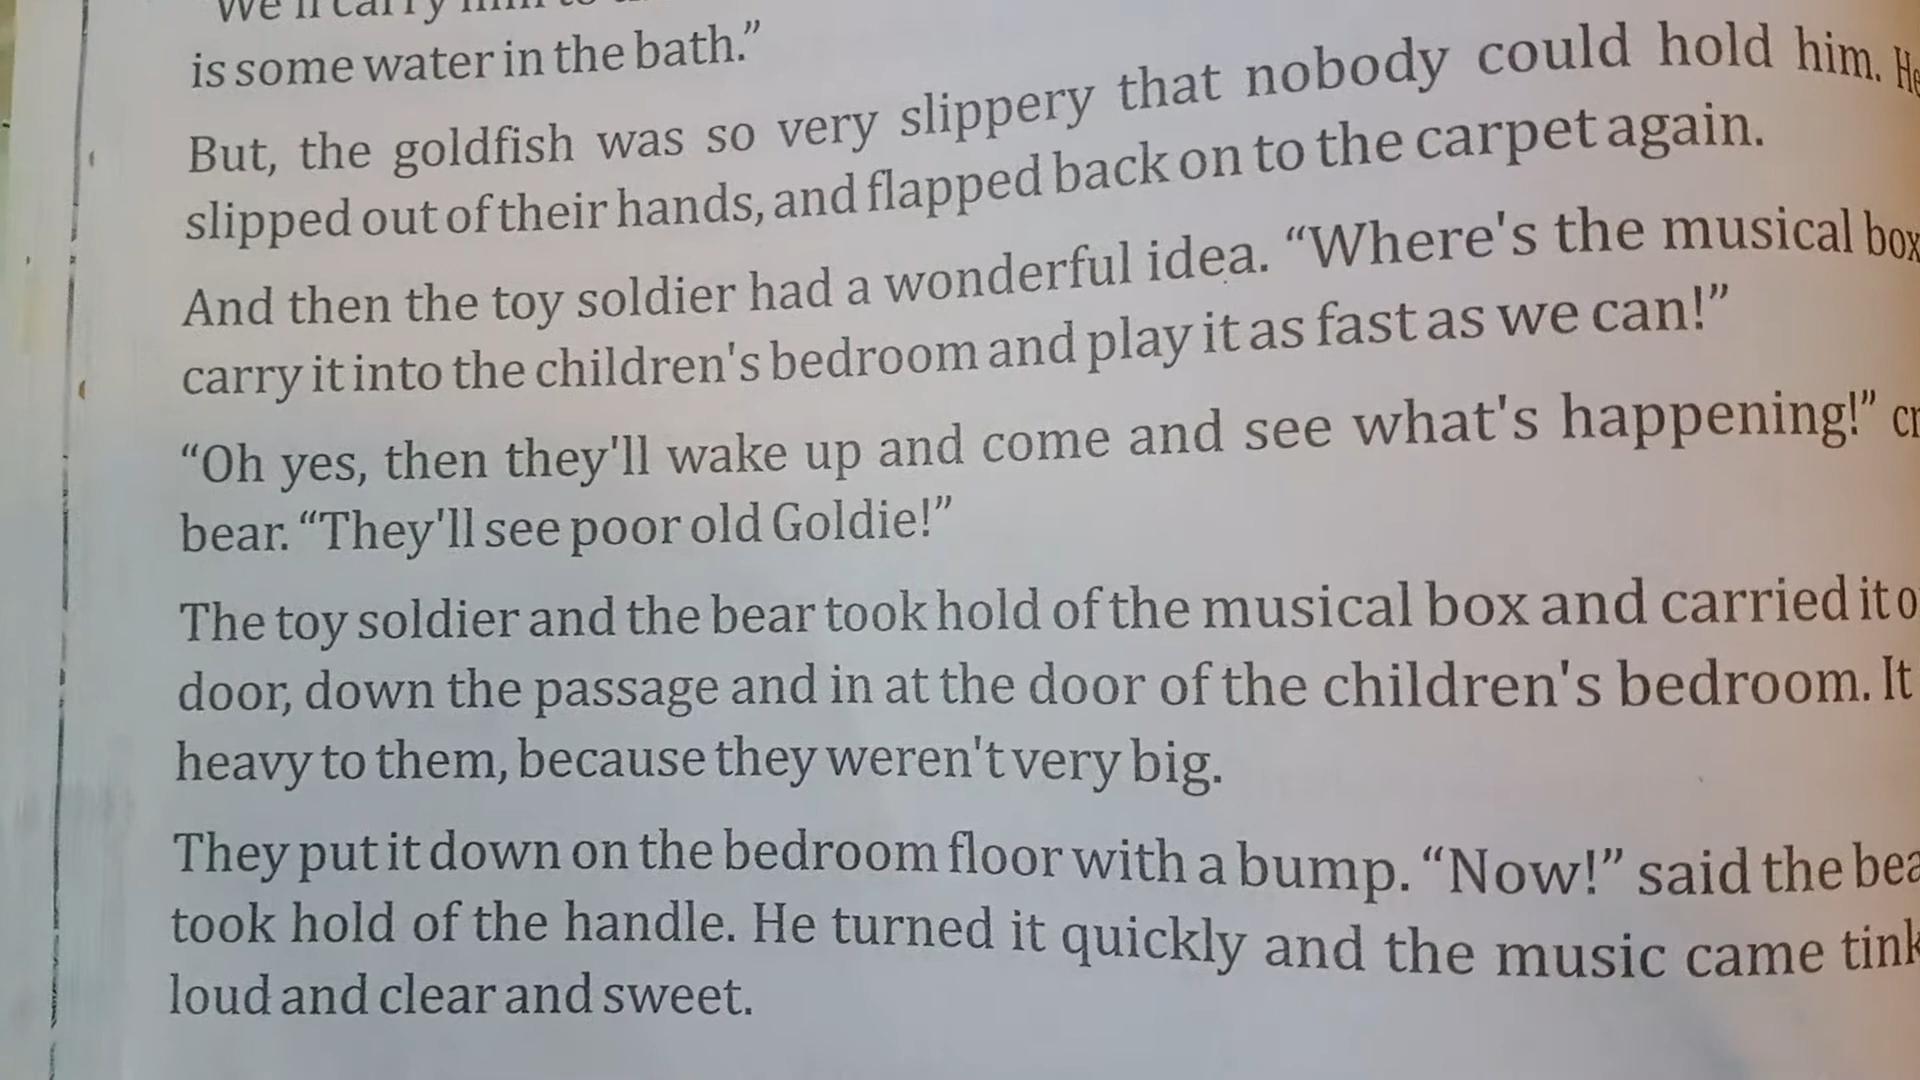 "We'll carry him to
is some water in the bath."
But, the goldfish was so very slippery that nobody could hold him. He
slipped out of their hands, and flapped back on to the carpet again.
And then the toy soldier had a wonderful idea. "Where's the musical box
carry it into the children's bedroom and play it as fast as we can!"
"Oh yes, then they'll wake up and come and see what's happening!"
bear. "They'll see poor old Goldie!"
The toy soldier and the bear took hold of the musical box and carried it
door, down the passage and in at the door of the children's bedroom. It
heavy to them, because they weren't very big.
They put it down on the bedroom floor with a bump. "Now!" said the
took hold of the handle. He turned it quickly and the music came
loud and clear and sweet.